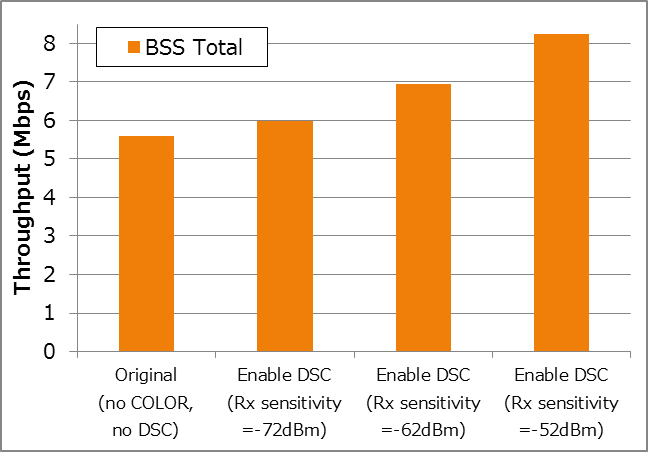 BSS Total
Throughput (Mbps)
8
7
6
5
4
3
2
1
0
Original
(no COLOR,
no DSC)
Enable DSC
(Rx sensitivity
=-72dBm)
Enable DSC
(Rx sensitivity
=-62dBm)
Enable DSC
(Rx sensitivity
=-52dBm)